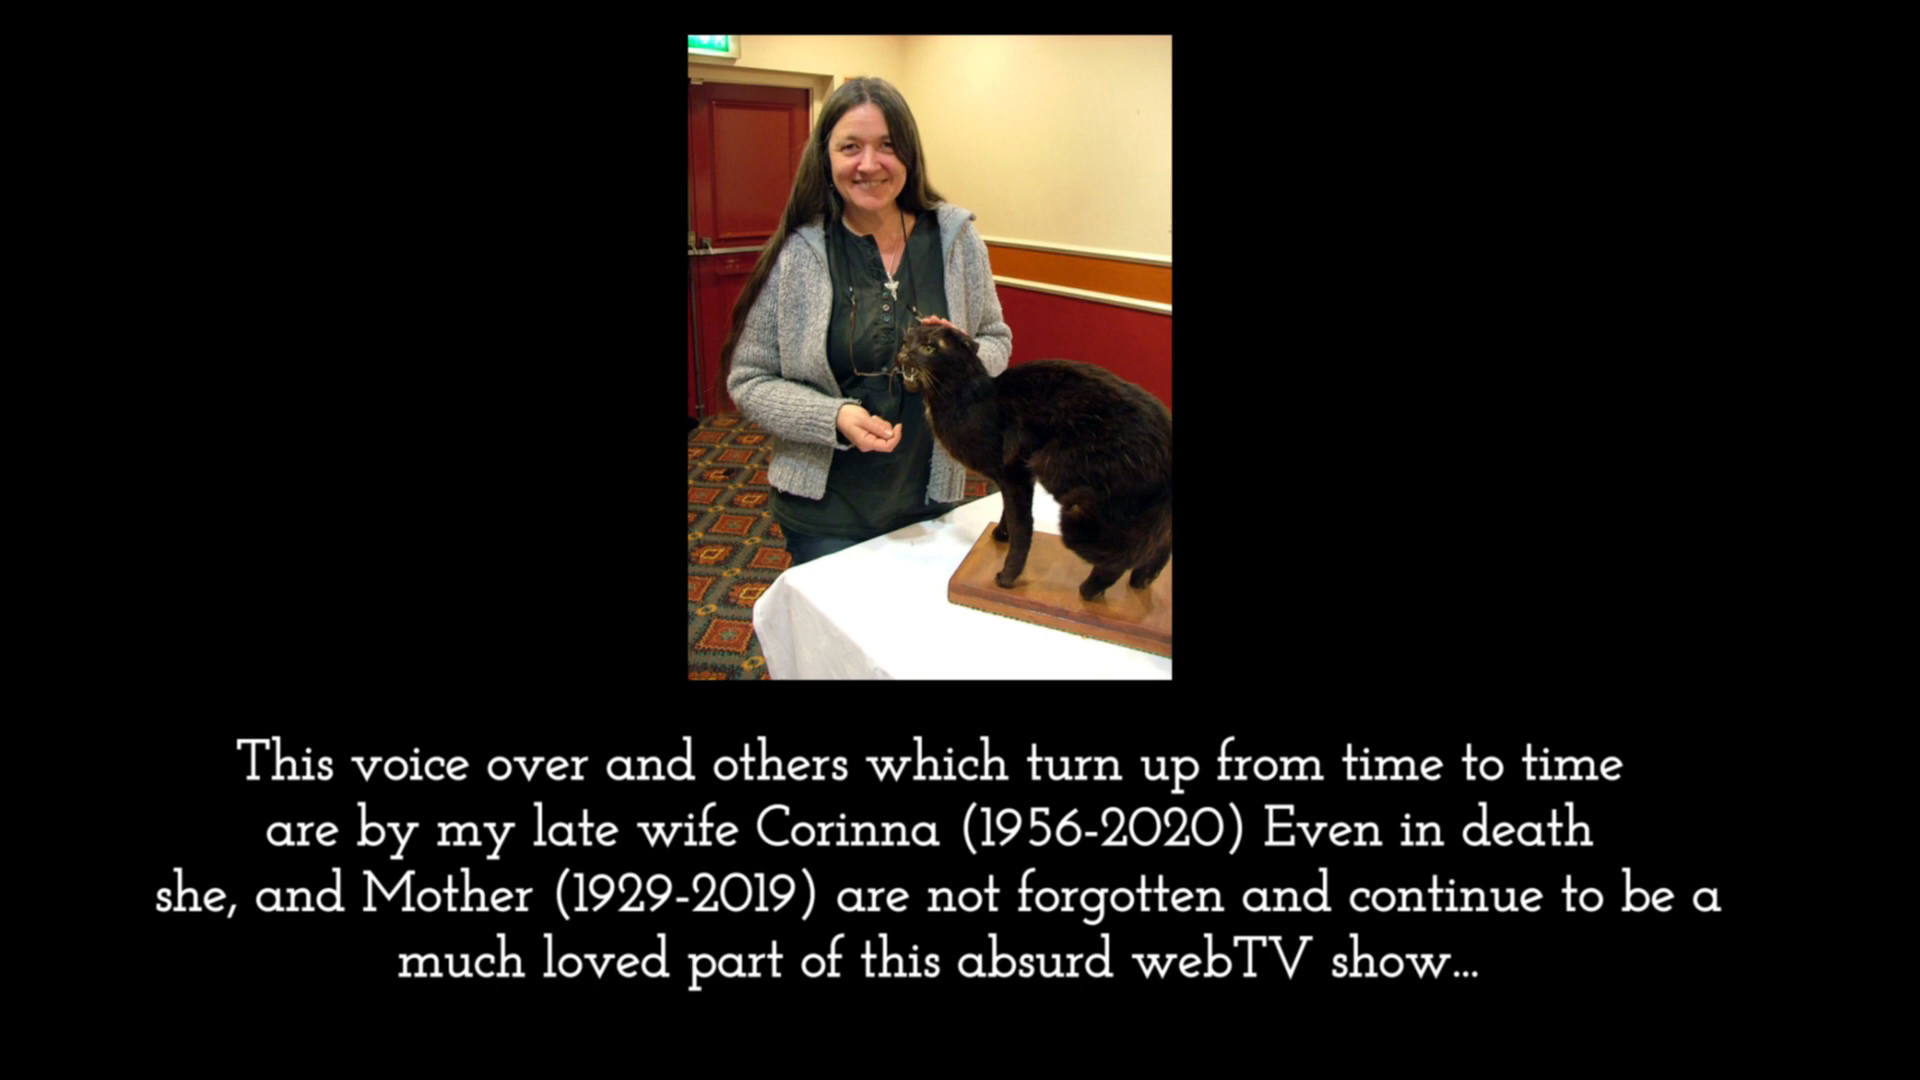 This voice over and others which turn up from time to time
are by my late wife Corinna (1956-2020) Even in death
she, and Mother (1929-2019) are not forgotten and continue to be a
much loved part of this absurd webTV show...